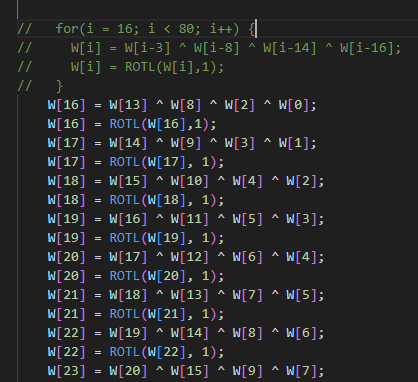 //   for(i = 16; i < 80; i++) {
//     W[i] = W[i-3] ^ W[i-8] ^ W[i-14] ^ W[i-16];
//     W[i] = ROTL(W[i],1);
//   }
W[16] = W[13] ^ W[8] ^ W[2] ^ W[0];
W[16] = ROTL(W[16],1);
W[17] = W[14] ^ W[9] ^ W[3] ^ W[1];
W[17] = ROTL(W[17], 1);
W[18] = W[15] ^ W[10] ^ W[4] ^ W[2];
W[18] = ROTL(W[18], 1);
W[19] = W[16] ^ W[11] ^ W[5] ^ W[3];
W[19] = ROTL(W[19], 1);
W[20] = W[17] ^ W[12] ^ W[6] ^ W[4];
W[20] = ROTL(W[20], 1);
W[21] = W[18] ^ W[13] ^ W[7] ^ W[5];
W[21] = ROTL(W[21], 1);
W[22] = W[19] ^ W[14] ^ W[8] ^ W[6];
W[22] = ROTL(W[22], 1);
W[23] = W[20] ^ W[15] ^ W[9] ^ W[7];